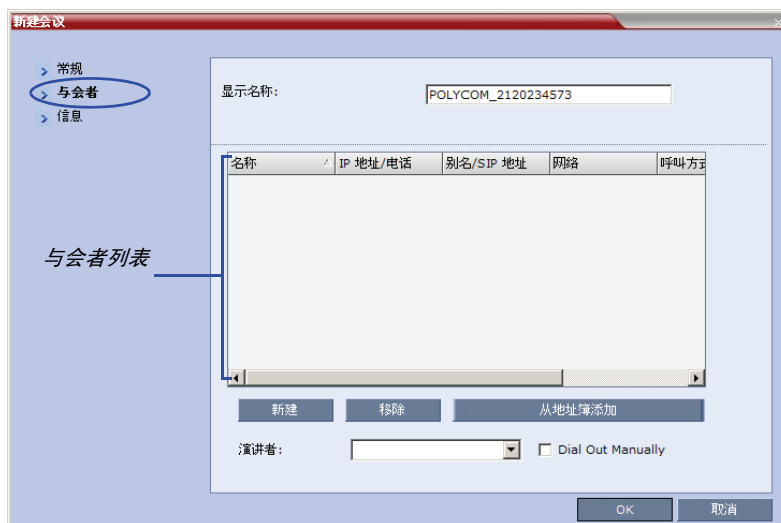 新建会议
常规
与会者
信息
显示名称:
POLYCOM_2120234573
名称
IP 地址/电话
别名/SIP 地址
网络
呼叫方式
与会者列表
新建
移除
从地址簿添加
演讲者:
Dial Out Manually
OK
取消